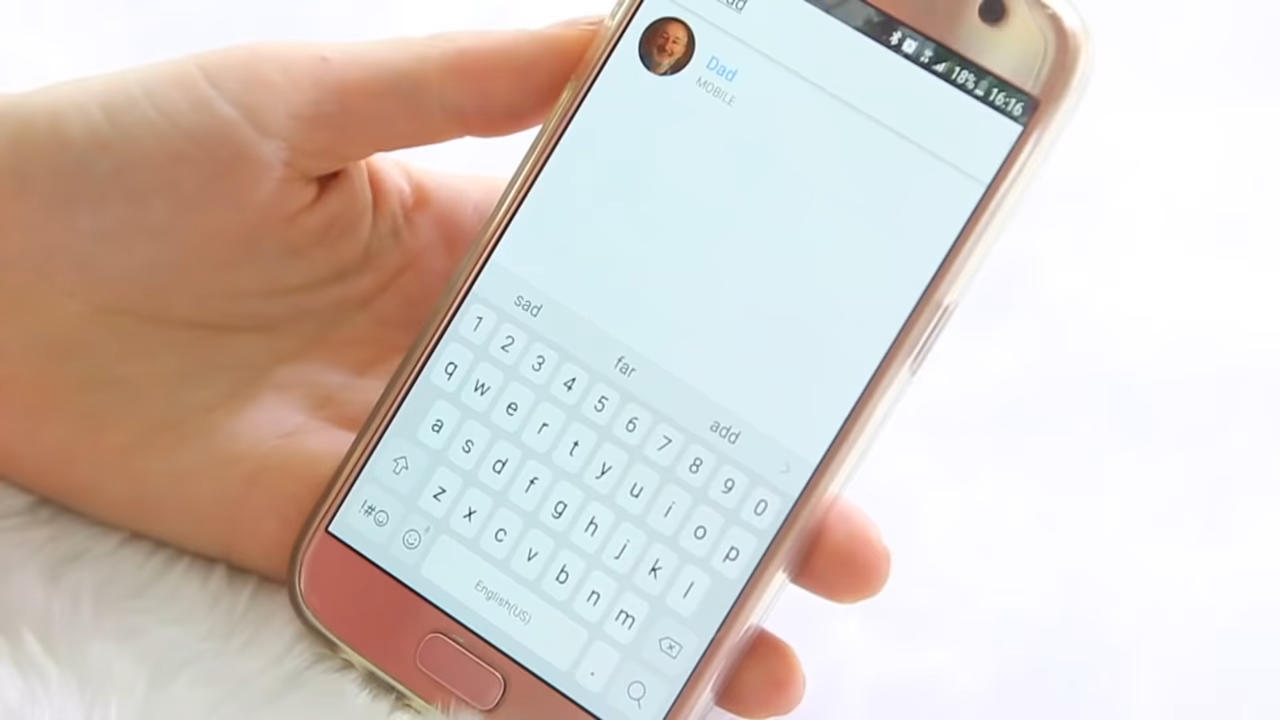 18% 16:16
Dad
MOBILE
sad far add
1 2 3 4 5 6 7 8 9 0
q w e r t y u i o p
a s d f g h j k l
z x c v b n m
!#
English(US) .